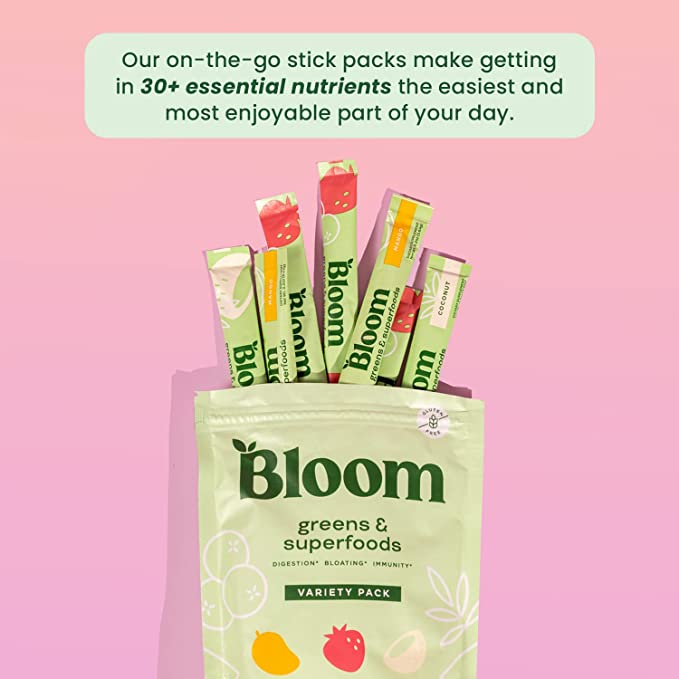 Our on-the-go stick packs make getting
in 30+ essential nutrients the easiest and
most enjoyable part of your day.
MANGO
Bloom
greens &
superfoods
Bloom
Bloom
Bloom
greens & superfoods
MANGO
Bloom
superfoods
COCONUT
GLUTEN
FREE
Bloom
greens &
superfoods
DIGESTION* BLOATING* IMMUNITY*
VARIETY PACK